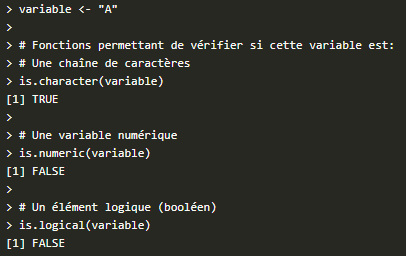 > variable <- "A"
>
> # Fonctions permettant de vérifier si cette variable est:
> # Une chaîne de caractères
> is.character(variable)
[1] TRUE
>
> # Une variable numérique
> is.numeric(variable)
[1] FALSE
>
> # Un élément logique (booléen)
> is.logical(variable)
[1] FALSE